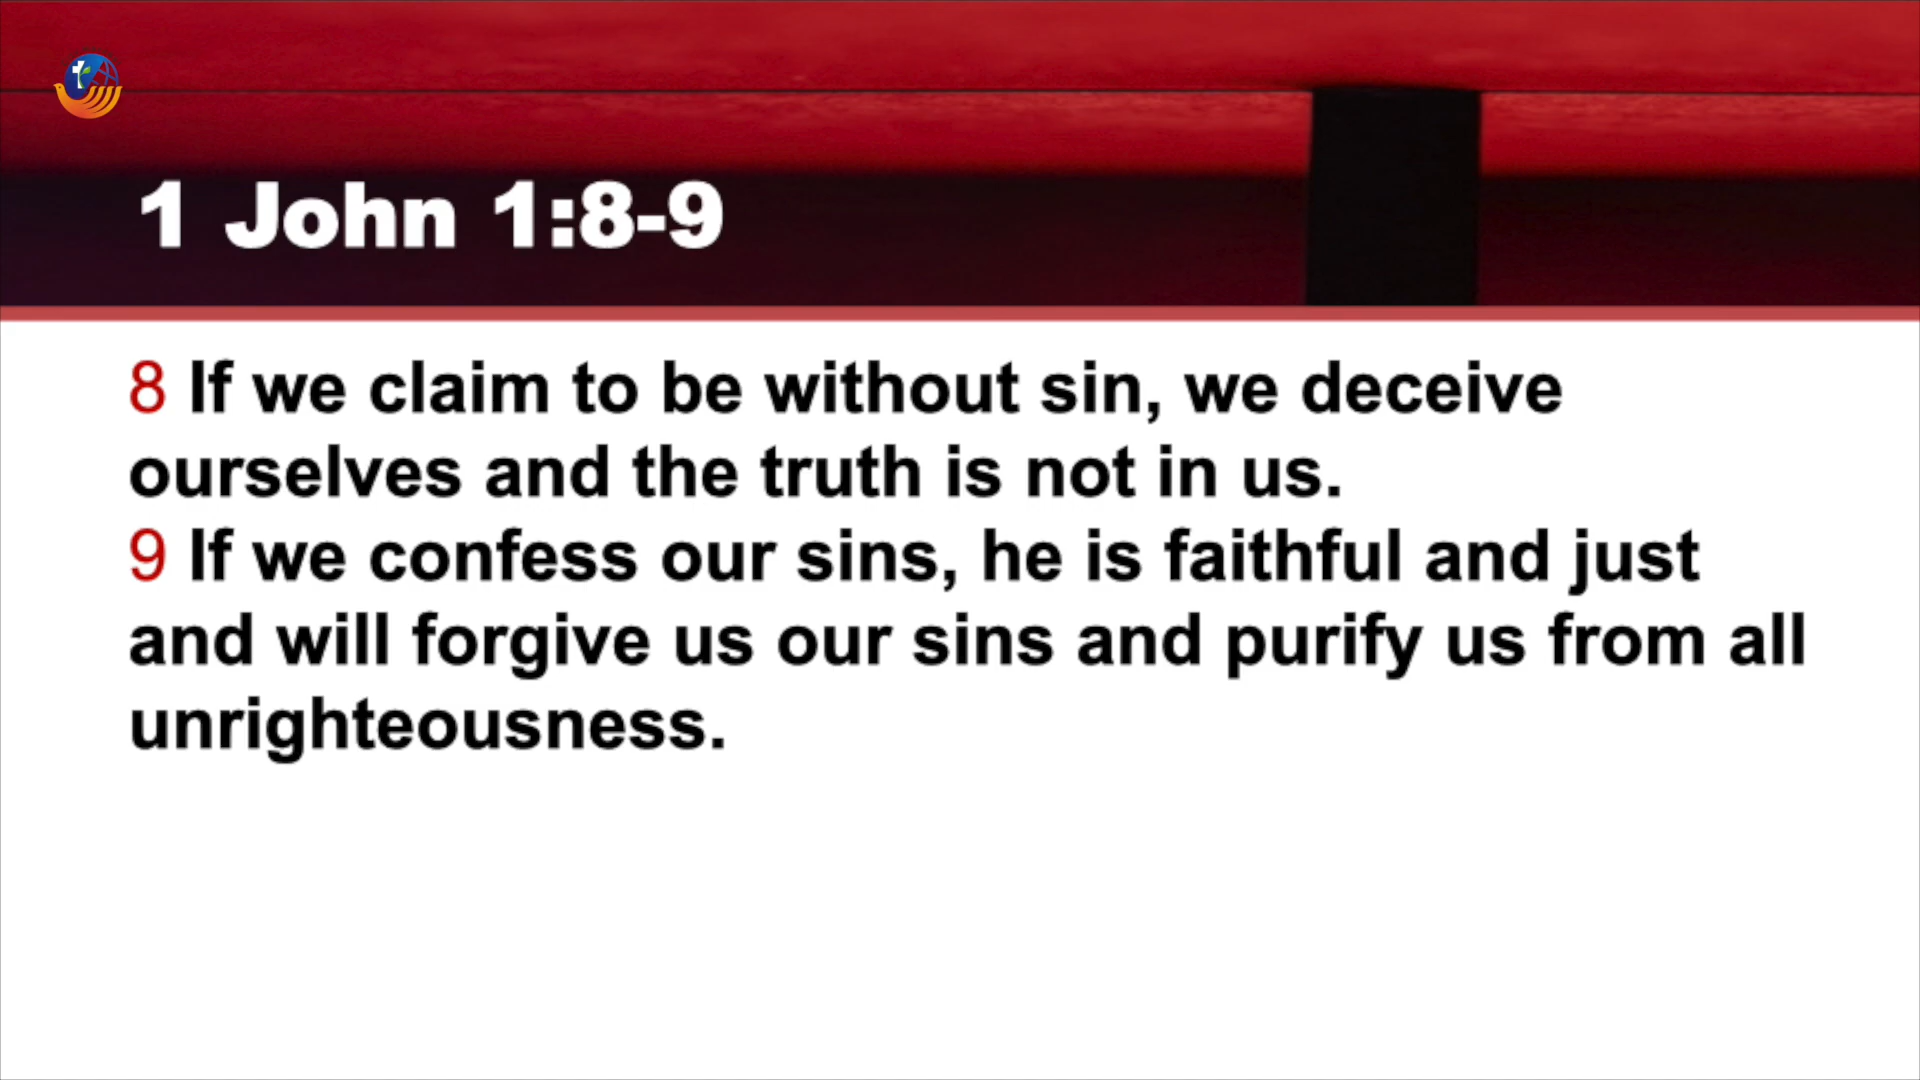 1 John 1:8-9
8 If we claim to be without sin, we deceive
ourselves and the truth is not in us.
9 If we confess our sins, he is faithful and just
and will forgive us our sins and purify us from all
unrighteousness.